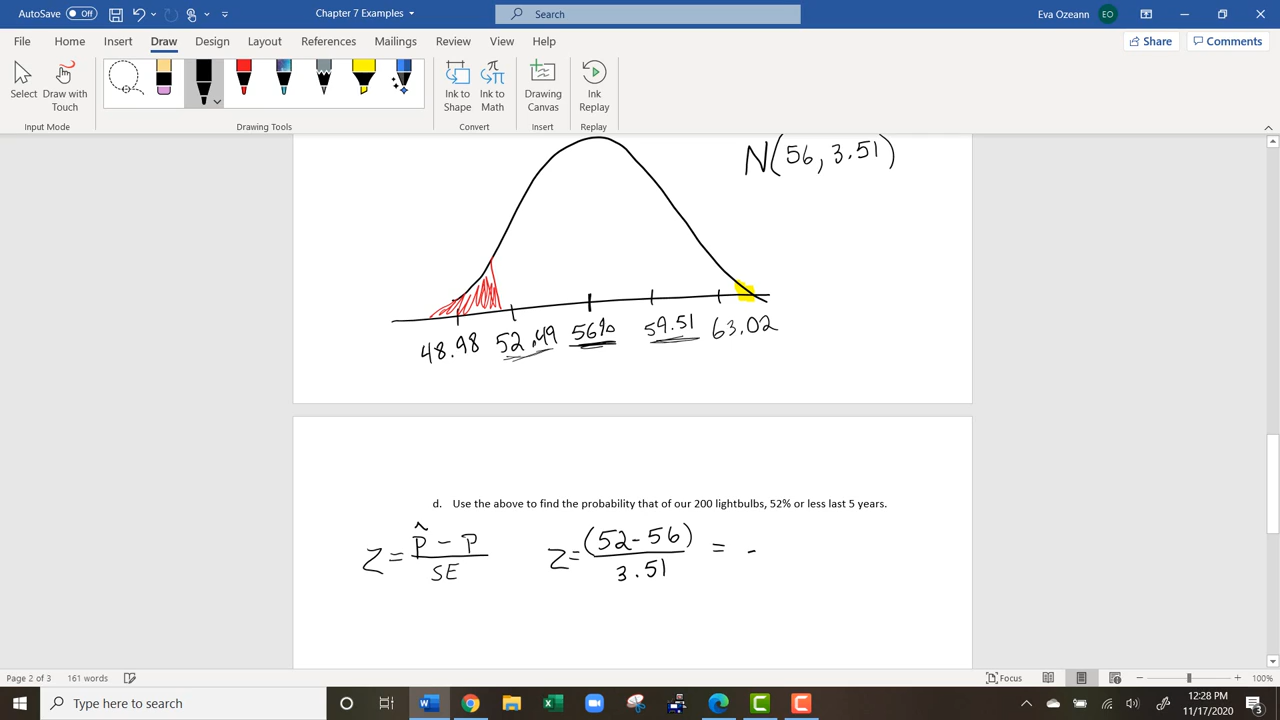 AutoSave Off Chapter 7 Examples Search Eva Ozeann EO
File Home Insert Draw Design Layout References Mailings Review View Help Share Comments
Select Draw with Touch Ink to Shape Ink to Math Drawing Canvas Ink Replay
Input Mode Drawing Tools Convert Insert Replay
N(56, 3.51)
48.98 52.49 56% 59.51 63.02
d. Use the above to find the probability that of our 200 lightbulbs, 52% or less last 5 years.
Z = p̂ - p / SE Z = (52 - 56) / 3.51 = -
Page 2 of 3 161 words Focus 100%
Type here to search 12:28 PM
11/17/2020 3